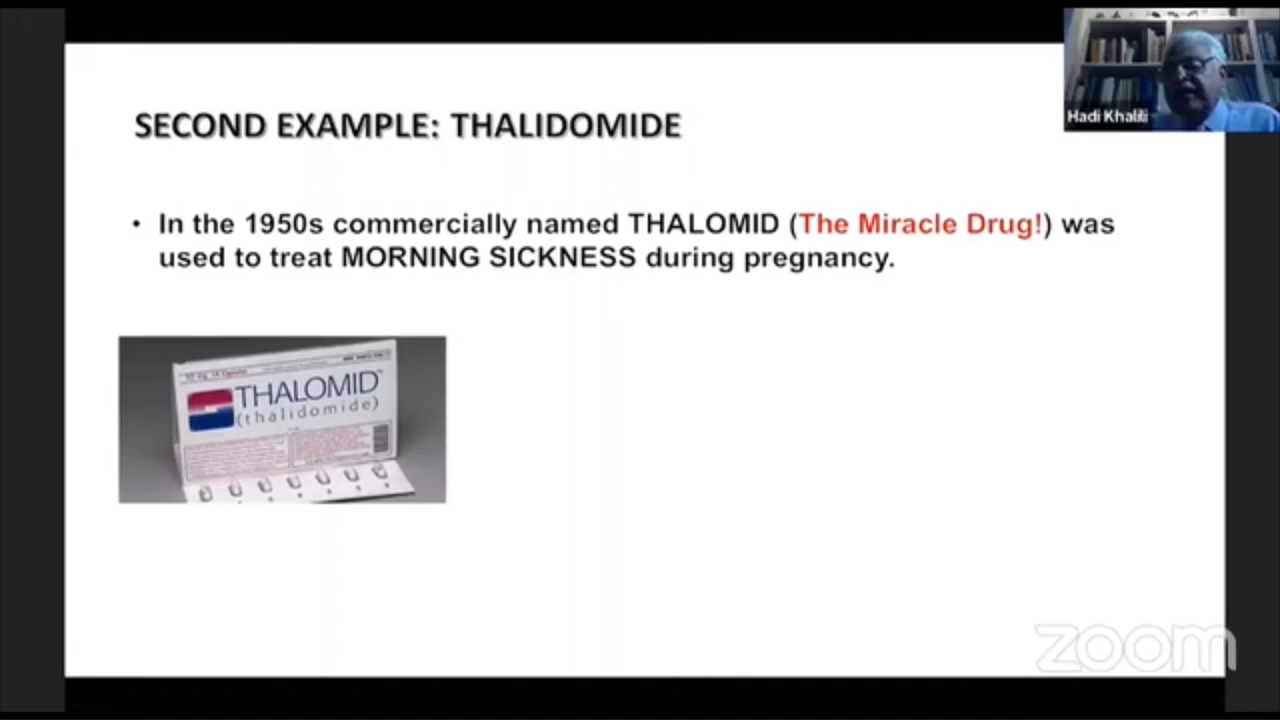 Hadi Khalili
SECOND EXAMPLE: THALIDOMIDE
• In the 1950s commercially named THALOMID (The Miracle Drug!) was
used to treat MORNING SICKNESS during pregnancy.
THALOMID
(thalidomide)
zoom